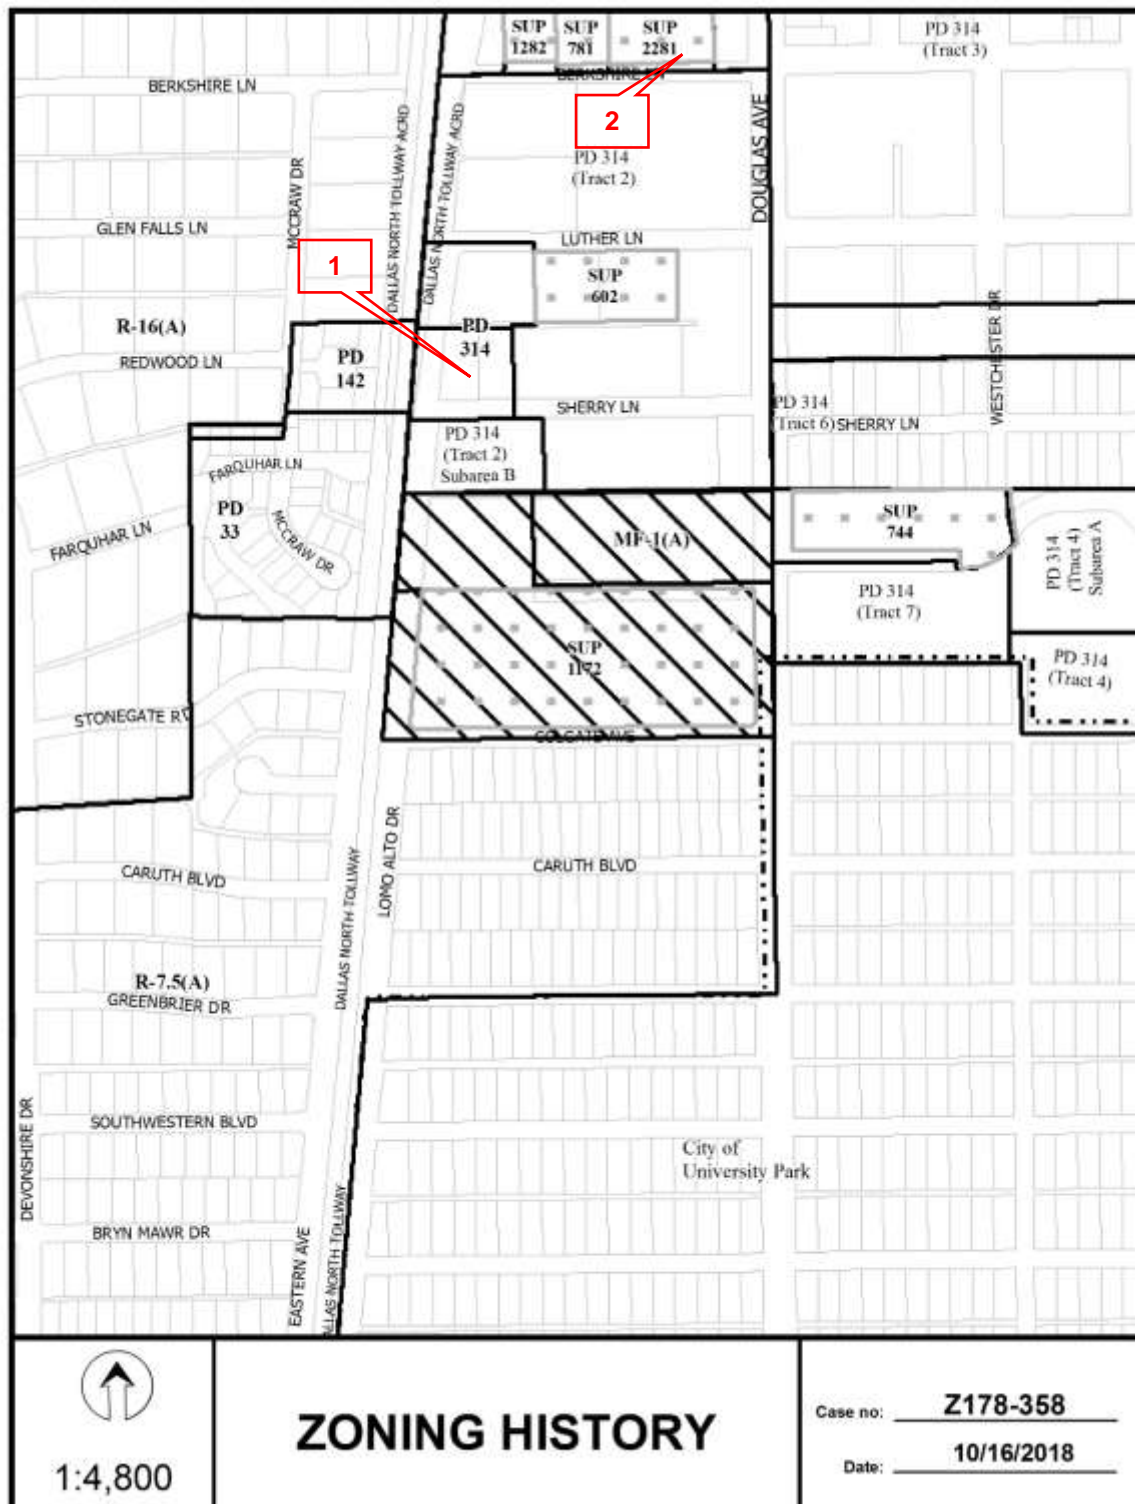 SUP
1282
SUP
781
SUP
2281
PD 314
(Tract 3)
BERKSHIRE LN
BERKSHIRE LN
2
DALLAS NORTH TOLLWAY ACRD
DALLAS NORTH TOLLWAY ACRD
DOUGLAS AVE
PD 314
(Tract 2)
MCCRAW DR
GLEN FALLS LN
LUTHER LN
1
SUP
602
R-16(A)
REDWOOD LN
PD
142
PD
314
WESTCHESTER DR
SHERRY LN
PD 314
(Tract 6)
SHERRY LN
PD 314
(Tract 2)
Subarea B
FARQUHAR LN
PD
33
MCCRAW DR
FARQUHAR LN
MF-1(A)
SUP
744
PD 314
(Tract 4)
Subarea A
PD 314
(Tract 7)
SUP
1172
PD 314
(Tract 4)
STONEGATE RD
COLGATE AVE
LOMO ALTO DR
CARUTH BLVD
CARUTH BLVD
DALLAS NORTH TOLLWAY
R-7.5(A)
GREENBRIER DR
DEVONSHIRE DR
SOUTHWESTERN BLVD
City of
University Park
BRYN MAWR DR
EASTERN AVE
LLAS NORTH TOLLWAY
1:4,800
ZONING HISTORY
Case no: Z178-358
Date: 10/16/2018